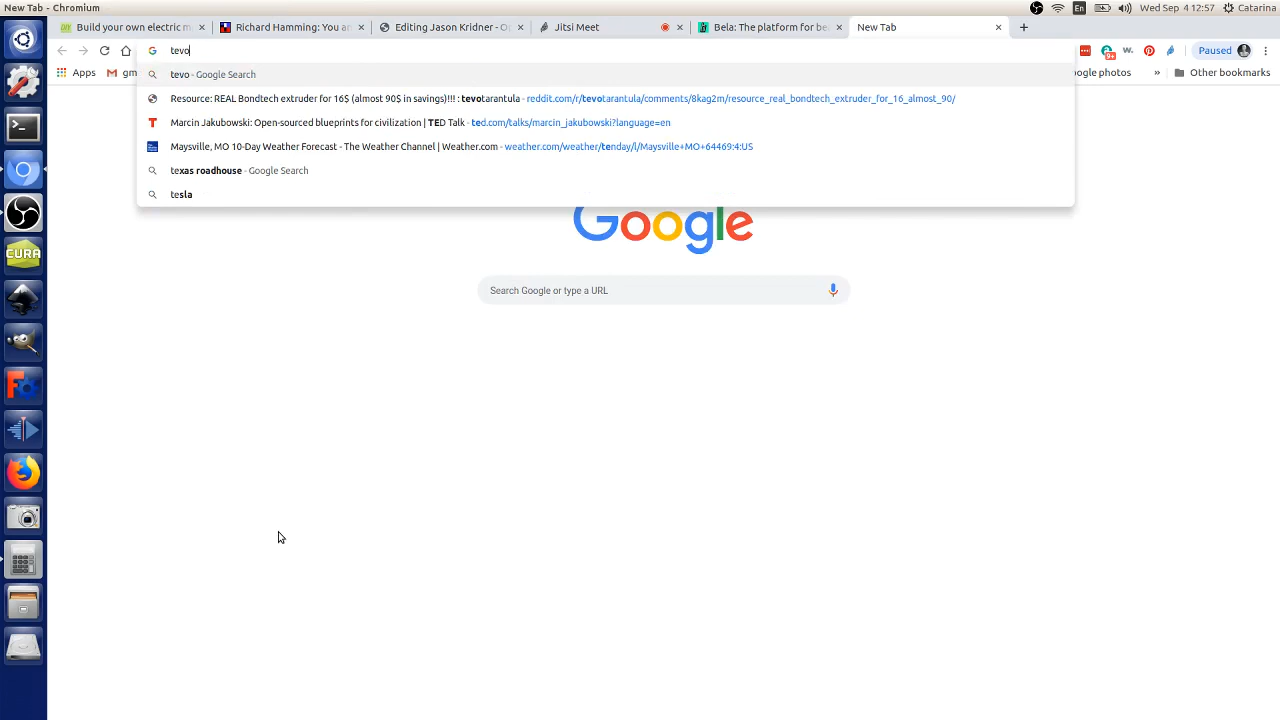 New Tab - Chromium
En
Wed Sep 4 12:57
Catarina
Build your own electric m
Richard Hamming: You an
Editing Jason Kridner - Op
Jitsi Meet
Bela: The platform for be
New Tab
tevo
9+
w.
Paused
Apps
gm
ogle photos
»
Other bookmarks
tevo - Google Search
Resource: REAL Bondtech extruder for 16$ (almost 90$ in savings)!!! : tevotarantula - reddit.com/r/tevotarantula/comments/8kag2m/resource_real_bondtech_extruder_for_16_almost_90/
Marcin Jakubowski: Open-sourced blueprints for civilization | TED Talk - ted.com/talks/marcin_jakubowski?language=en
Maysville, MO 10-Day Weather Forecast - The Weather Channel | Weather.com - weather.com/weather/tenday/l/Maysville+MO+64469:4:US
texas roadhouse - Google Search
tesla
Google
Search Google or type a URL
CURA